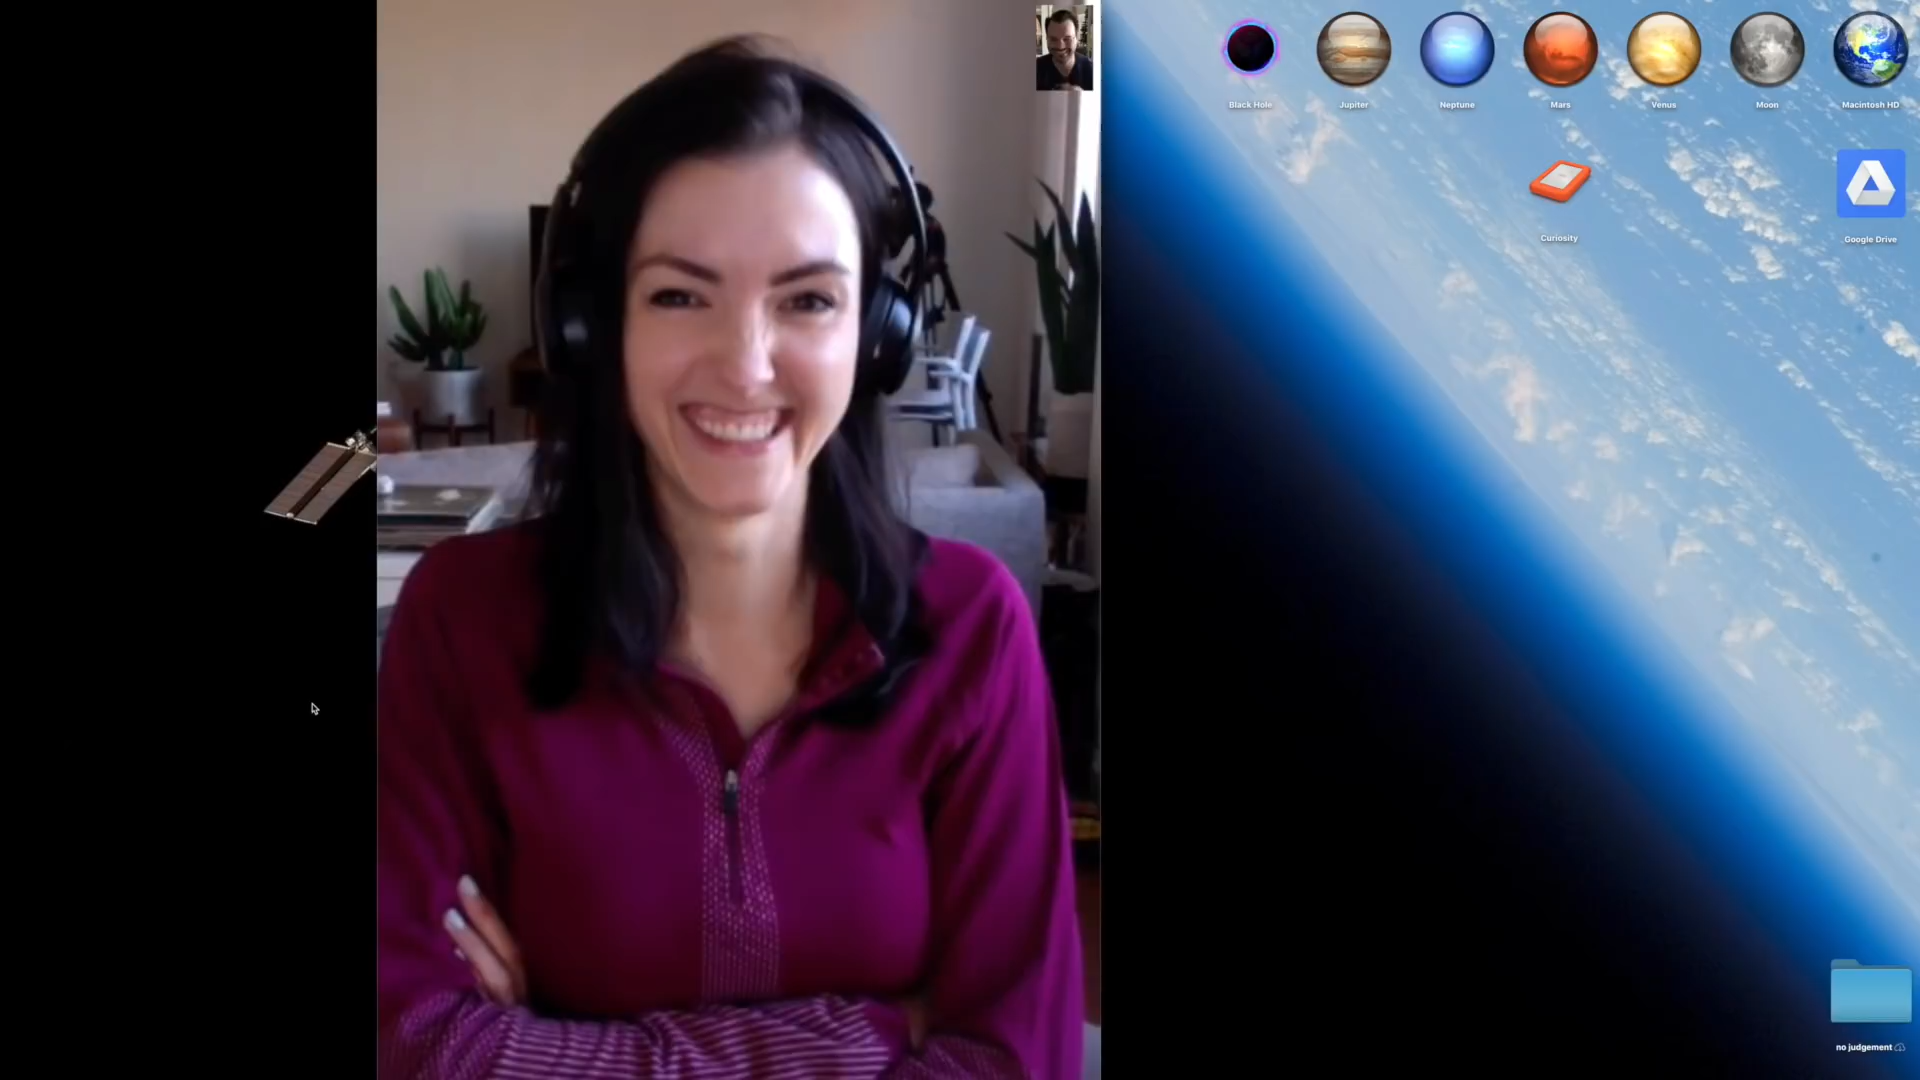 Black Hole
Jupiter
Neptune
Mars
Venus
Moon
Macintosh HD
Curiosity
Google Drive
no judgement